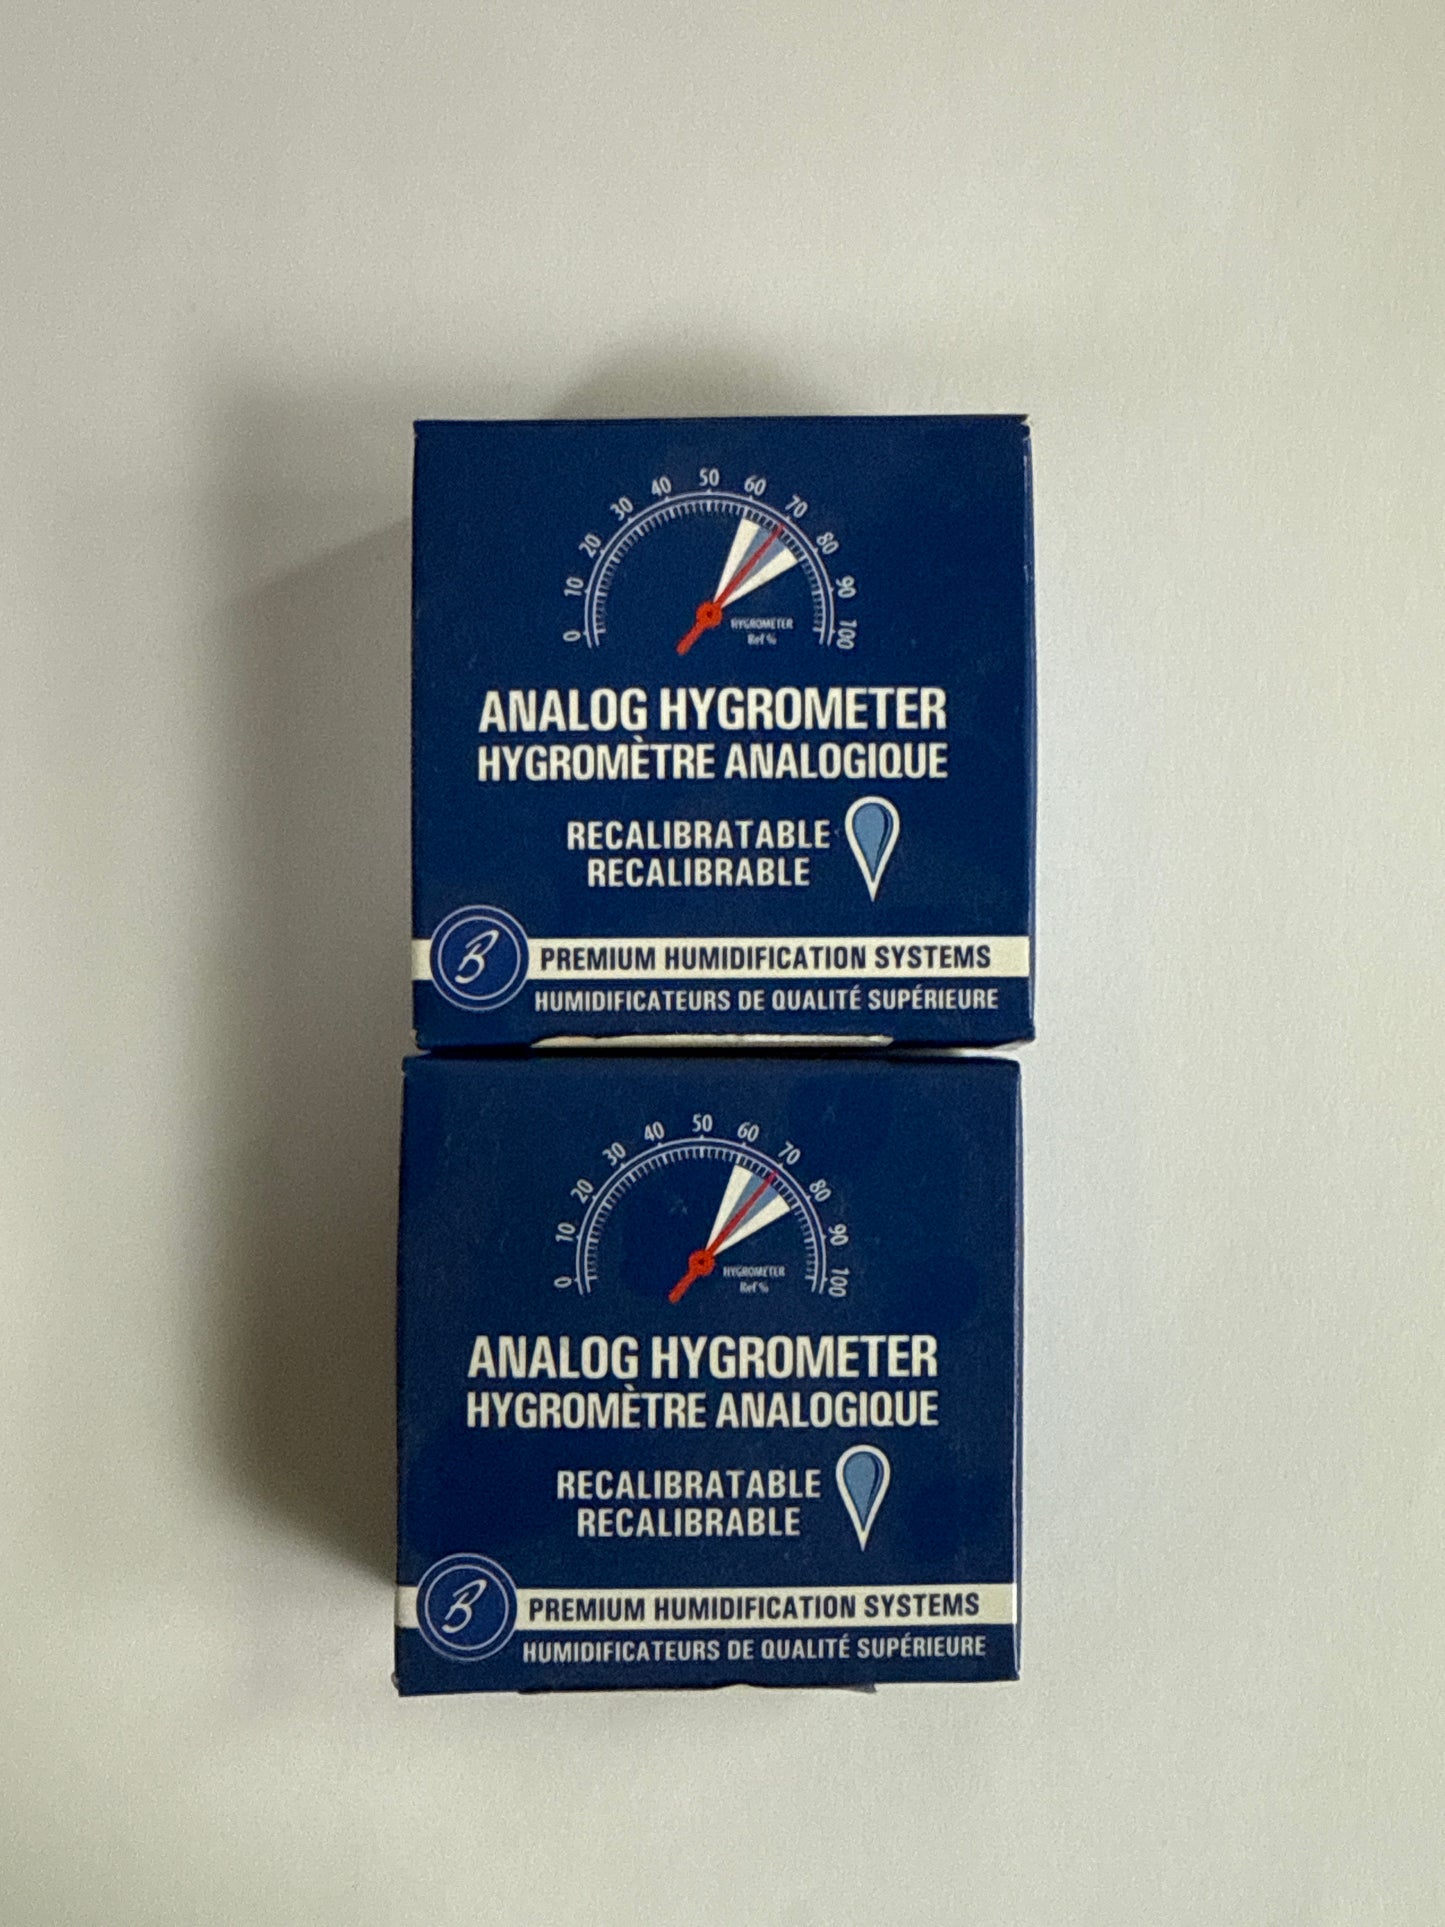 50
40
60
30
70
20
80
10
90
0
100
HYGROMETER
Rel %
ANALOG HYGROMETER
HYGROMÈTRE ANALOGIQUE
RECALIBRATABLE
RECALIBRABLE
B
PREMIUM HUMIDIFICATION SYSTEMS
HUMIDIFICATEURS DE QUALITÉ SUPÉRIEURE
50
40
60
30
70
20
80
10
90
0
100
HYGROMETER
Rel %
ANALOG HYGROMETER
HYGROMÈTRE ANALOGIQUE
RECALIBRATABLE
RECALIBRABLE
B
PREMIUM HUMIDIFICATION SYSTEMS
HUMIDIFICATEURS DE QUALITÉ SUPÉRIEURE